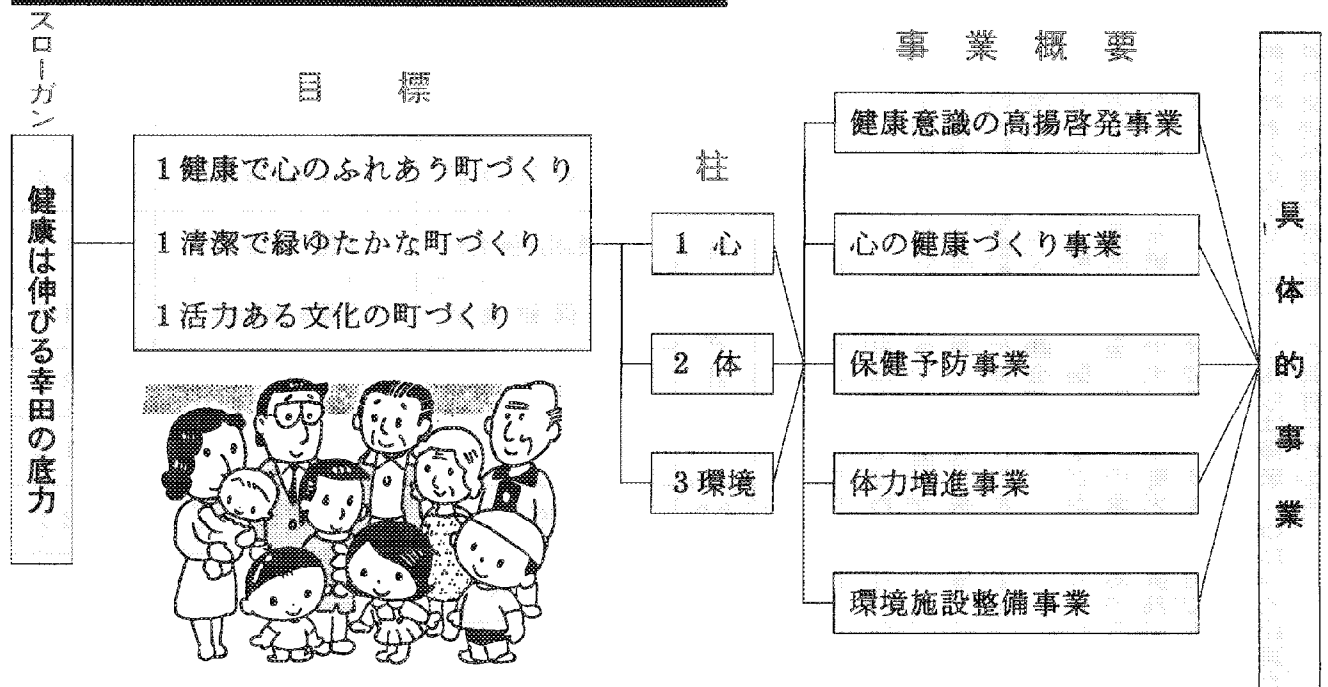 スローガン
健康は伸びる幸田の底力
目標
1健康で心のふれあう町づくり
1清潔で緑ゆたかな町づくり
1活力ある文化の町づくり
柱
1 心
2 体
3環境
事業概要
健康意識の高揚啓発事業
心の健康づくり事業
保健予防事業
体力増進事業
環境施設整備事業
具体的事業